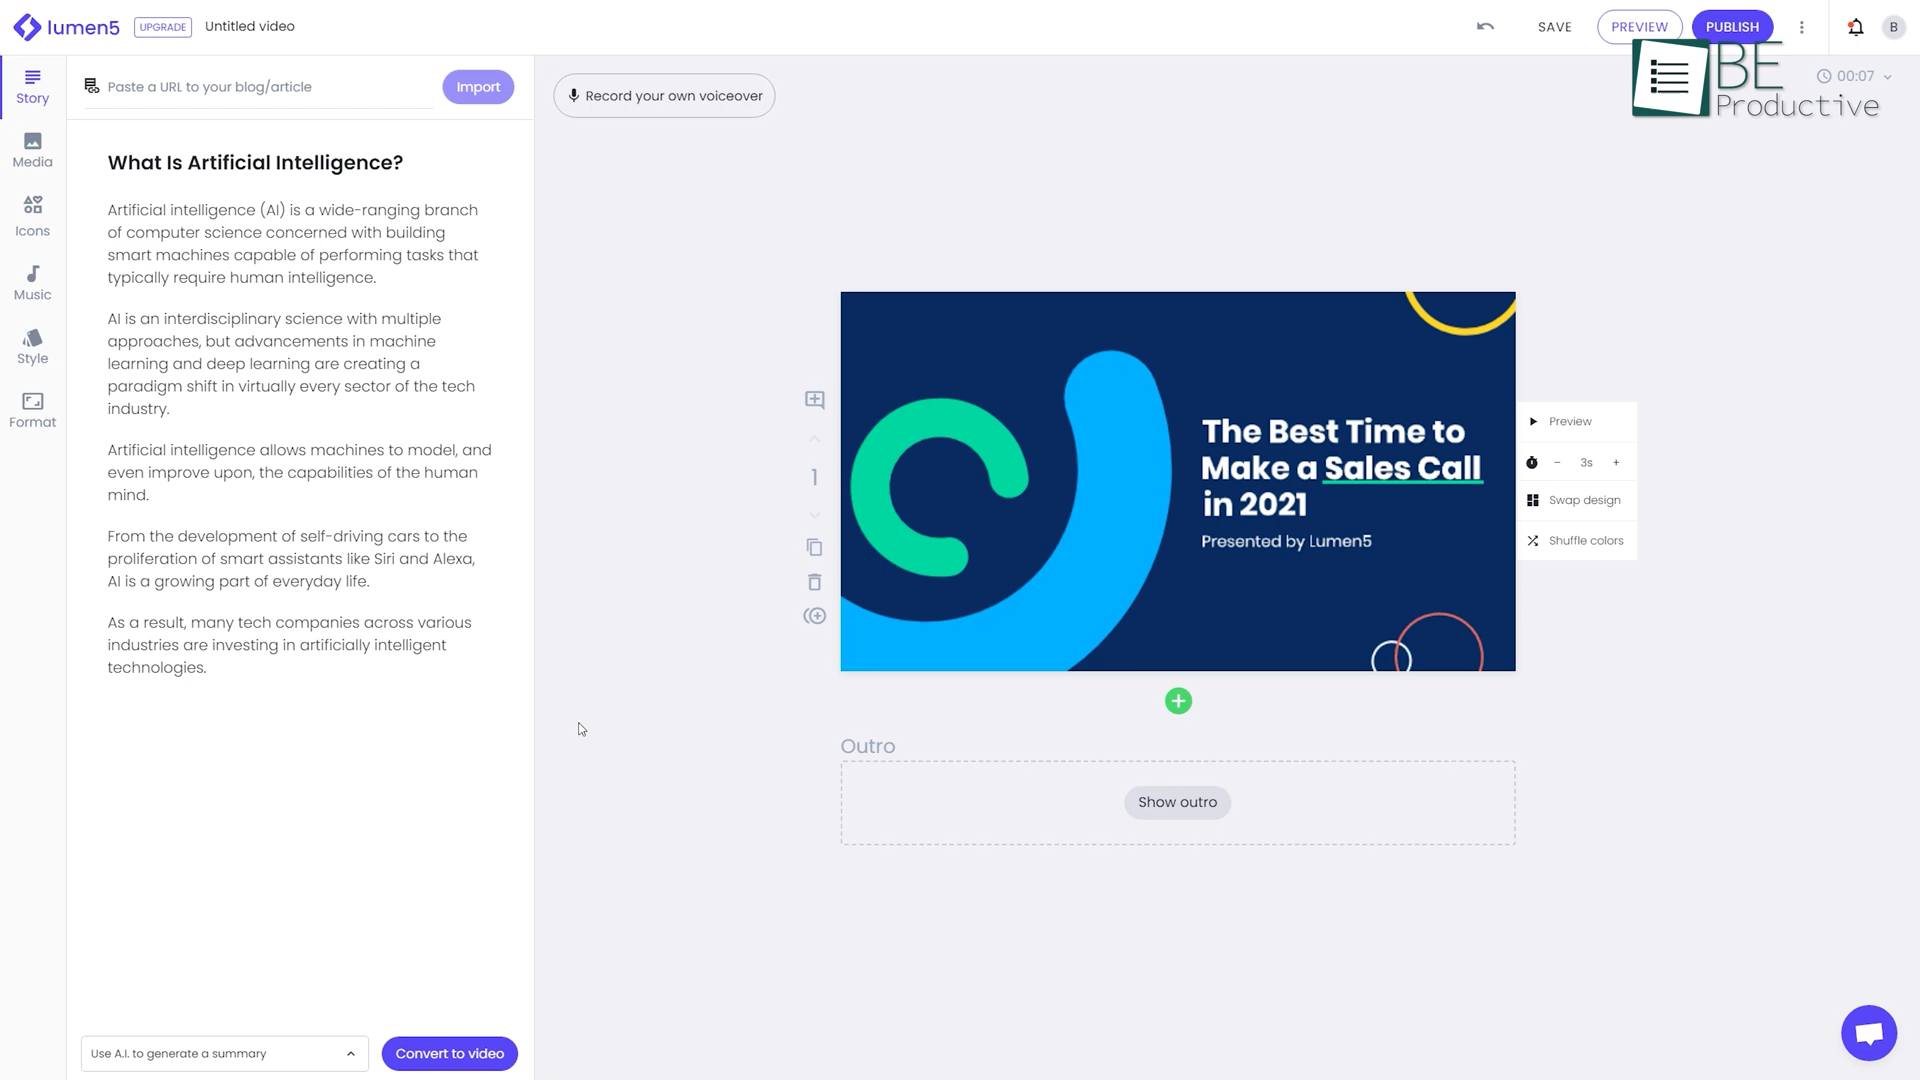 lumen5
UPGRADE
Untitled video
SAVE
PREVIEW
PUBLISH
B
Story
Paste a URL to your blog/article
Import
Record your own voiceover
00:07
BE
Productive
Media
Icons
Music
Style
Format
What Is Artificial Intelligence?
Artificial intelligence (AI) is a wide-ranging branch
of computer science concerned with building
smart machines capable of performing tasks that
typically require human intelligence.
AI is an interdisciplinary science with multiple
approaches, but advancements in machine
learning and deep learning are creating a
paradigm shift in virtually every sector of the tech
industry.
Artificial intelligence allows machines to model, and
even improve upon, the capabilities of the human
mind.
From the development of self-driving cars to the
proliferation of smart assistants like Siri and Alexa,
AI is a growing part of everyday life.
As a result, many tech companies across various
industries are investing in artificially intelligent
technologies.
Use A.I. to generate a summary
Convert to video
1
The Best Time to
Make a Sales Call
in 2021
Presented by Lumen5
Preview
3s
Swap design
Shuffle colors
Outro
Show outro